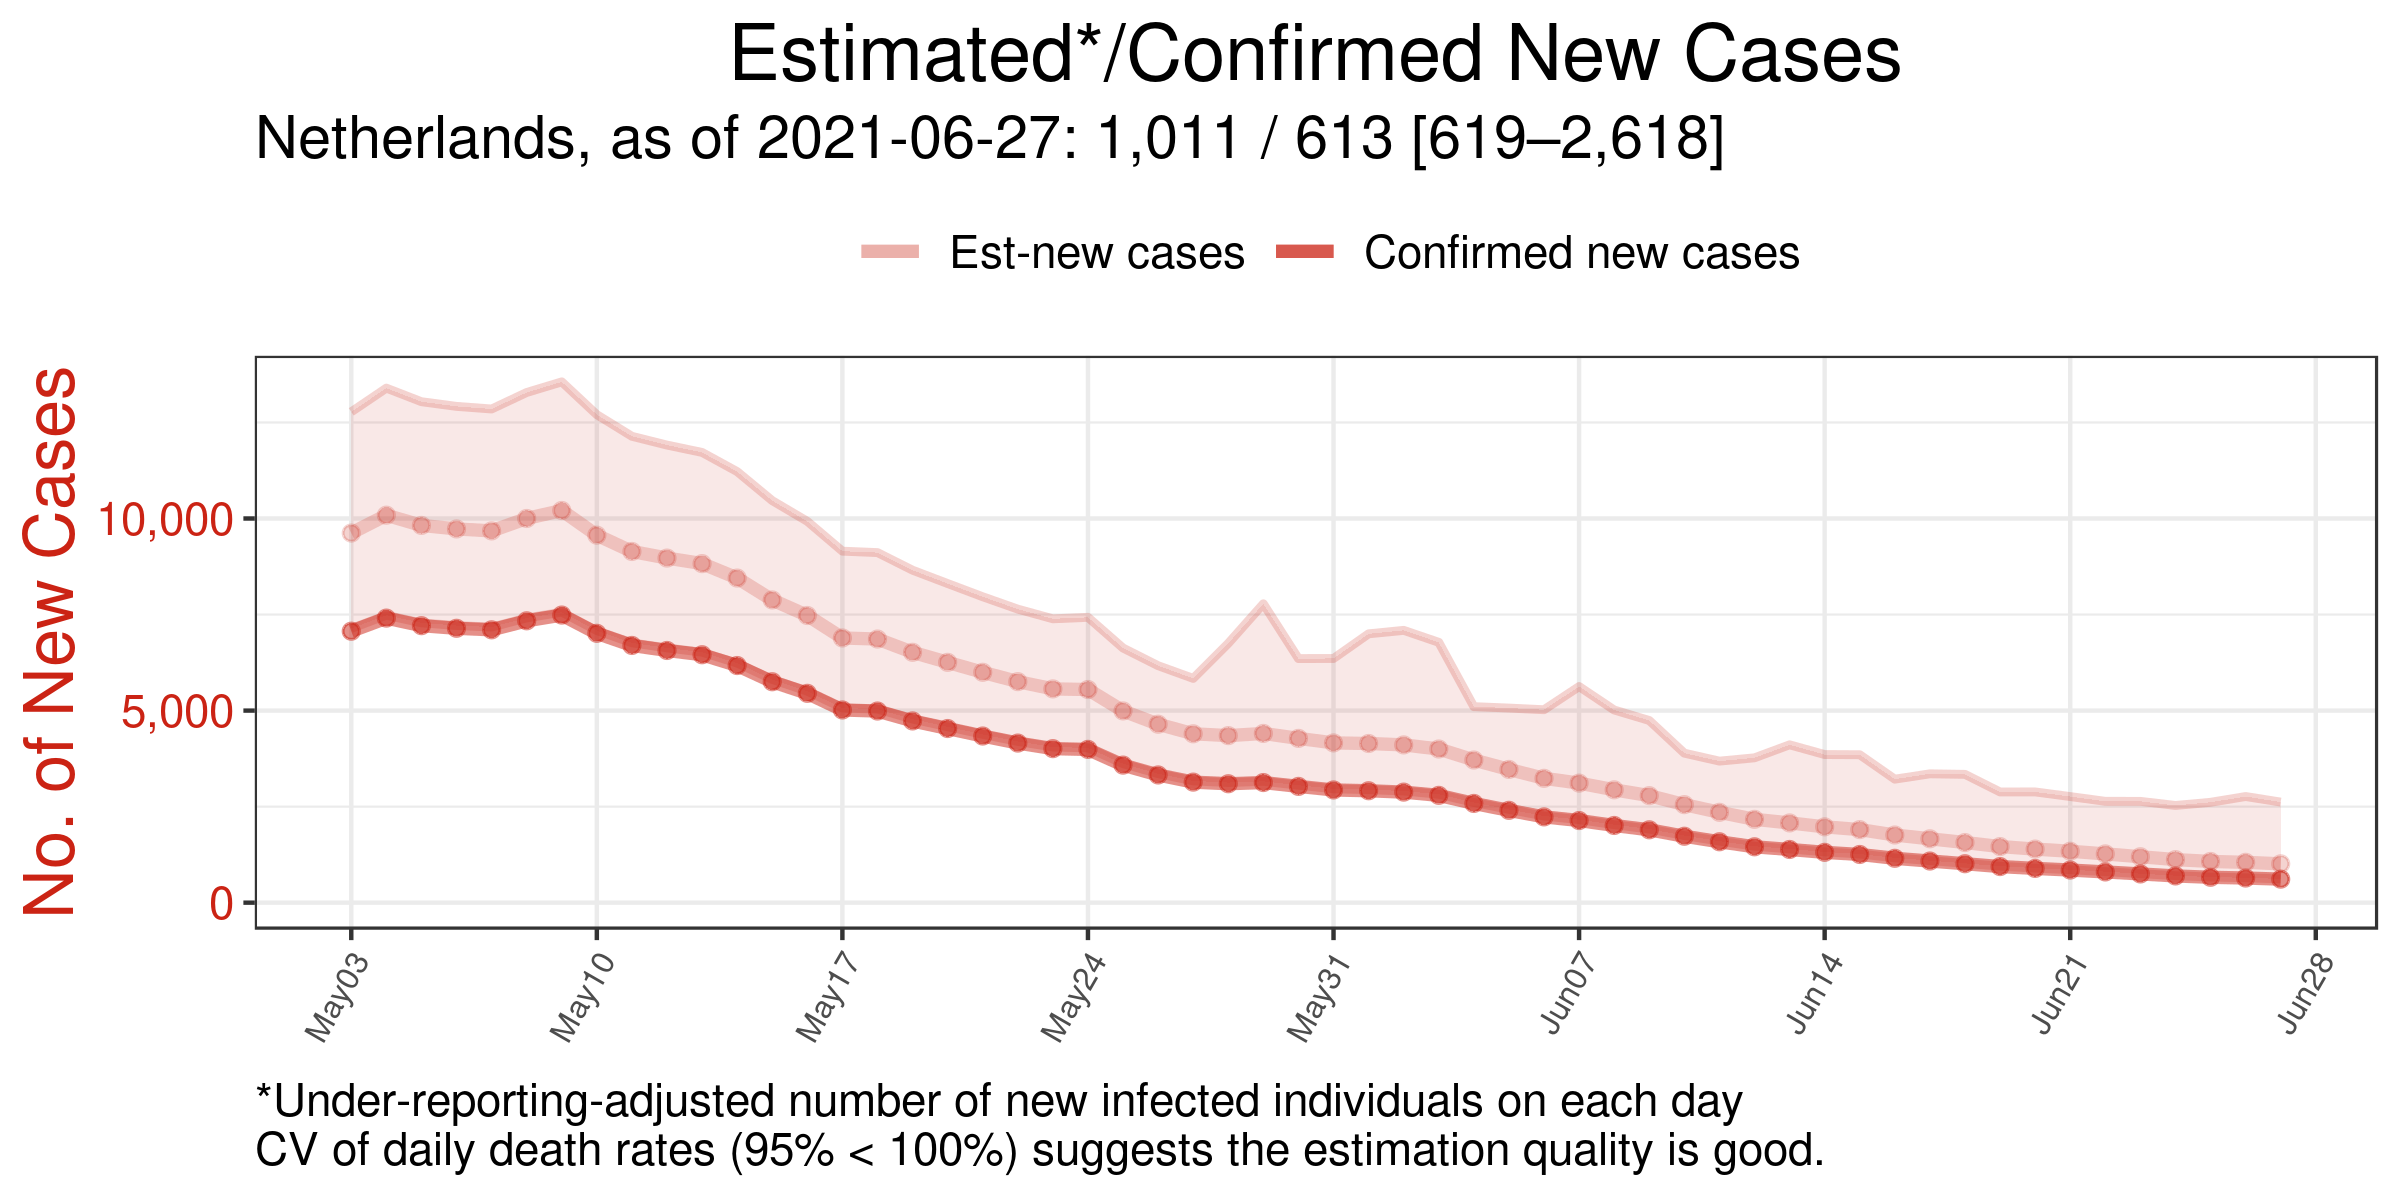 Estimated*/Confirmed New Cases
Netherlands, as of 2021-06-27: 1,011 / 613 [619–2,618]
Est-new cases
Confirmed new cases
No. of New Cases
10,000
5,000
0
May03
May10
May17
May24
May31
Jun07
Jun14
Jun21
Jun28
*Under-reporting-adjusted number of new infected individuals on each day
CV of daily death rates (95% < 100%) suggests the estimation quality is good.